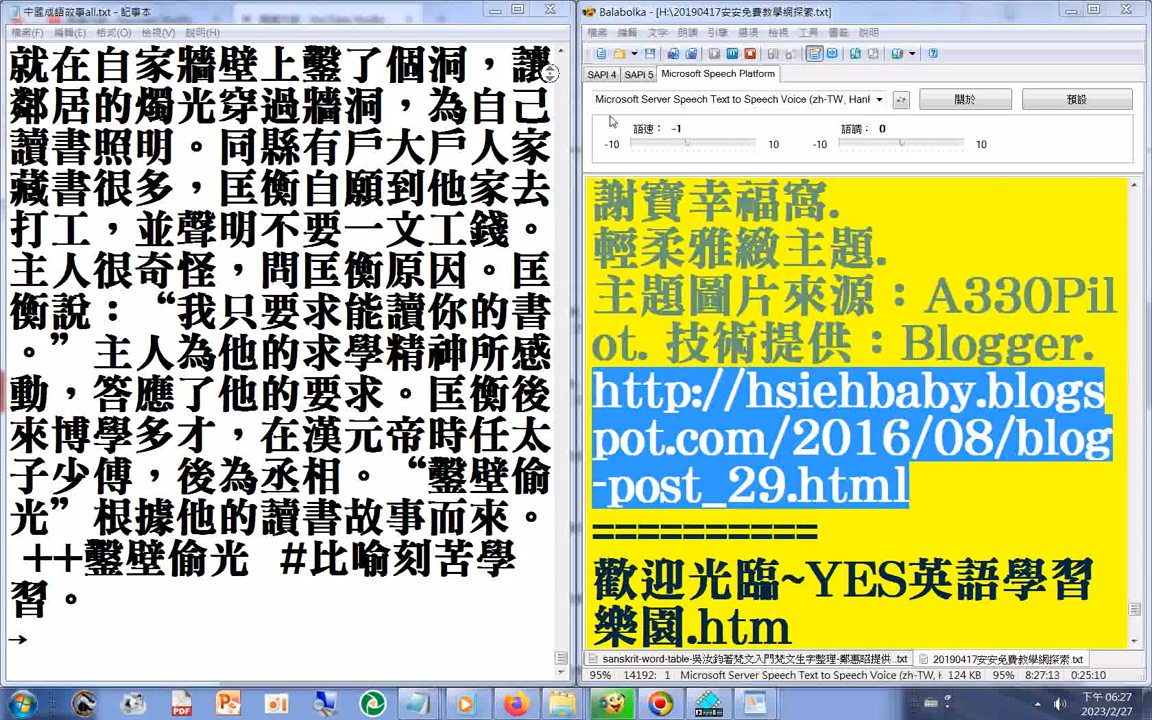 中國成語故事all.txt - 記事本
檔案(F) 編輯(E) 格式(O) 檢視(V) 說明(H)
就在自家牆壁上鑿了個洞，讓
鄰居的燭光穿過牆洞，為自己
讀書照明。同縣有戶大戶人家
藏書很多，匡衡自願到他家去
打工，並聲明不要一文工錢。
主人很奇怪，問匡衡原因。匡
衡說：“我只要求能讀你的書
。”主人為他的求學精神所感
動，答應了他的要求。匡衡後
來博學多才，在漢元帝時任太
子少傅，後為丞相。“鑿壁偷
光”根據他的讀書故事而來。
++鑿壁偷光 #比喻刻苦學
習。
→
Balabolka - [H:\20190417安安免費教學網探索.txt]
檔案 編輯 文字 朗讀 引擎 選項 檢視 工具 書籤 說明
SAPI 4 SAPI 5 Microsoft Speech Platform
Microsoft Server Speech Text to Speech Voice (zh-TW, Hanl
關於 預設
語速： -1 語調： 0
-10 10 -10 10
謝寶幸福窩.
輕柔雅緻主題.
主題圖片來源：A330Pil
ot. 技術提供：Blogger.
http://hsiehbaby.blogs
pot.com/2016/08/blog
-post_29.html
==========
歡迎光臨~YES英語學習
樂園.htm
sanskrit-word-table-吳汝鈞著梵文入門梵文生字整理-鄭惠昭提供..txt 20190417安安免費教學網探索.txt
95% 14192: 1 Microsoft Server Speech Text to Speech Voice (zh-TW, H 124 KB 95% 8:27:13 0:25:10
下午 06:27
2023/2/27